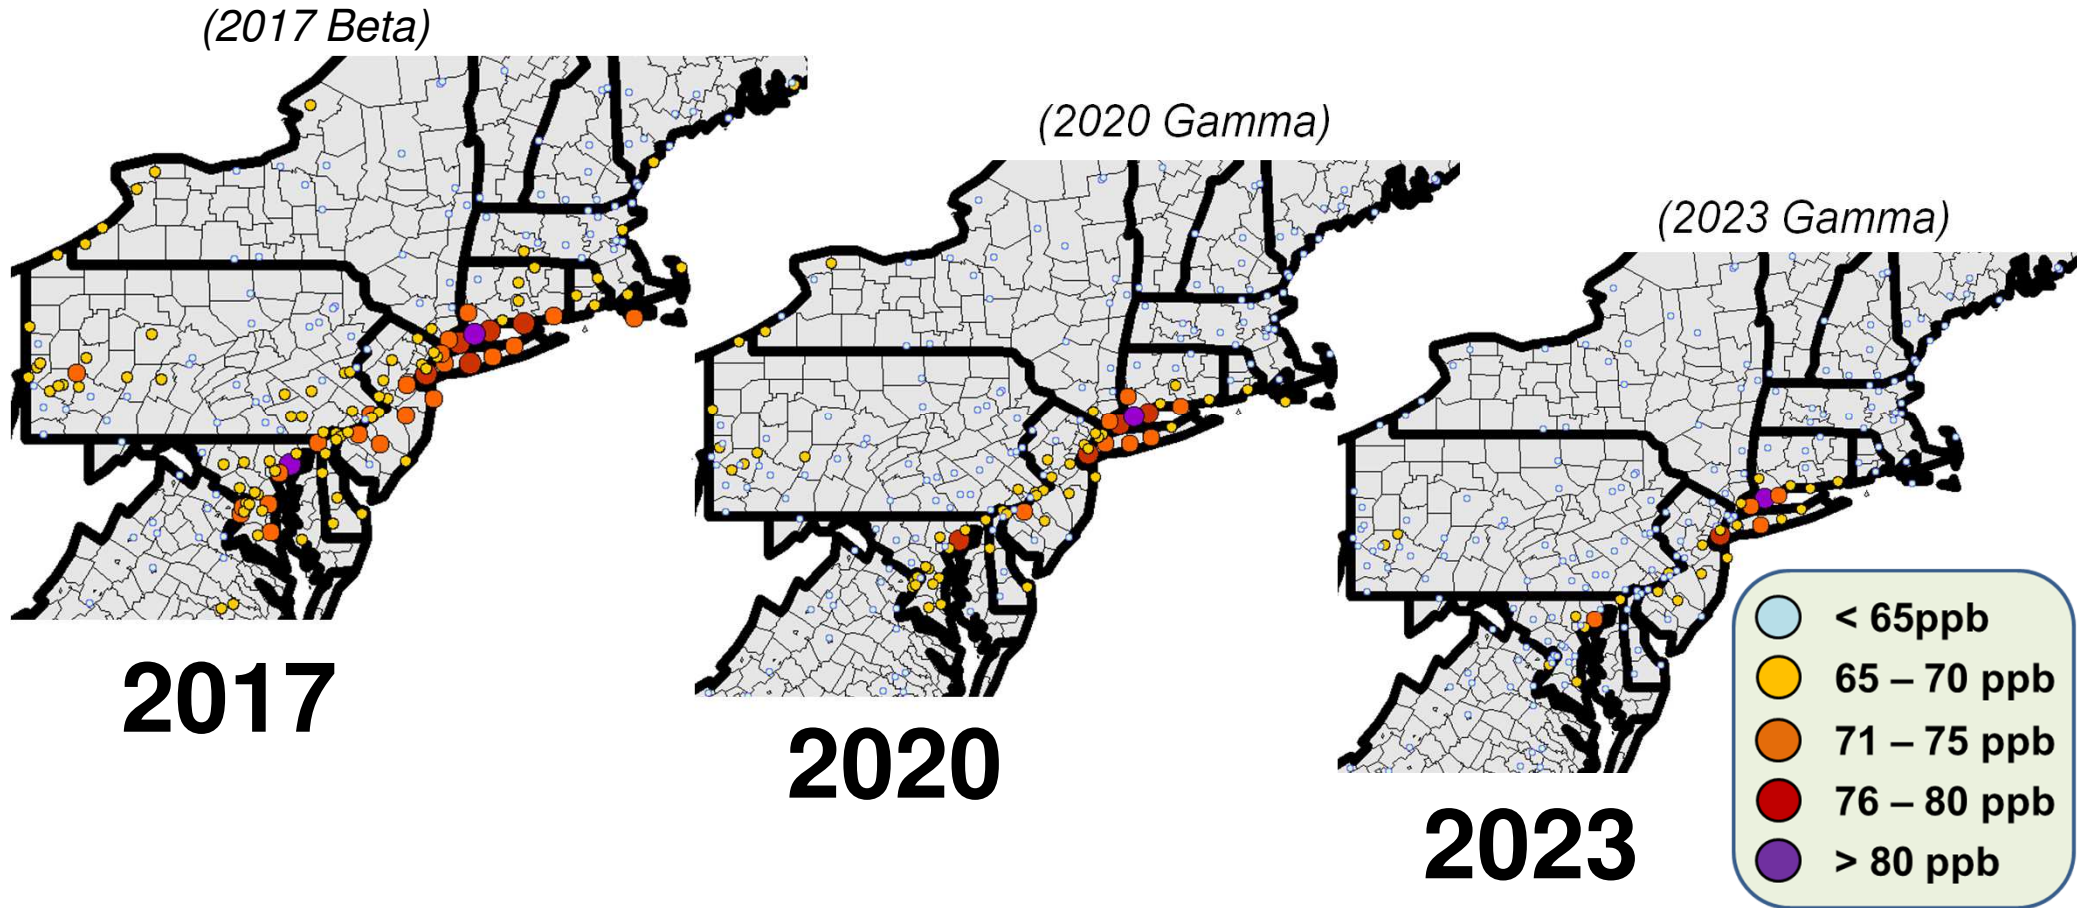 (2017 Beta)
(2020 Gamma)
(2023 Gamma)
2017
2020
2023
< 65ppb
65 – 70 ppb
71 – 75 ppb
76 – 80 ppb
> 80 ppb